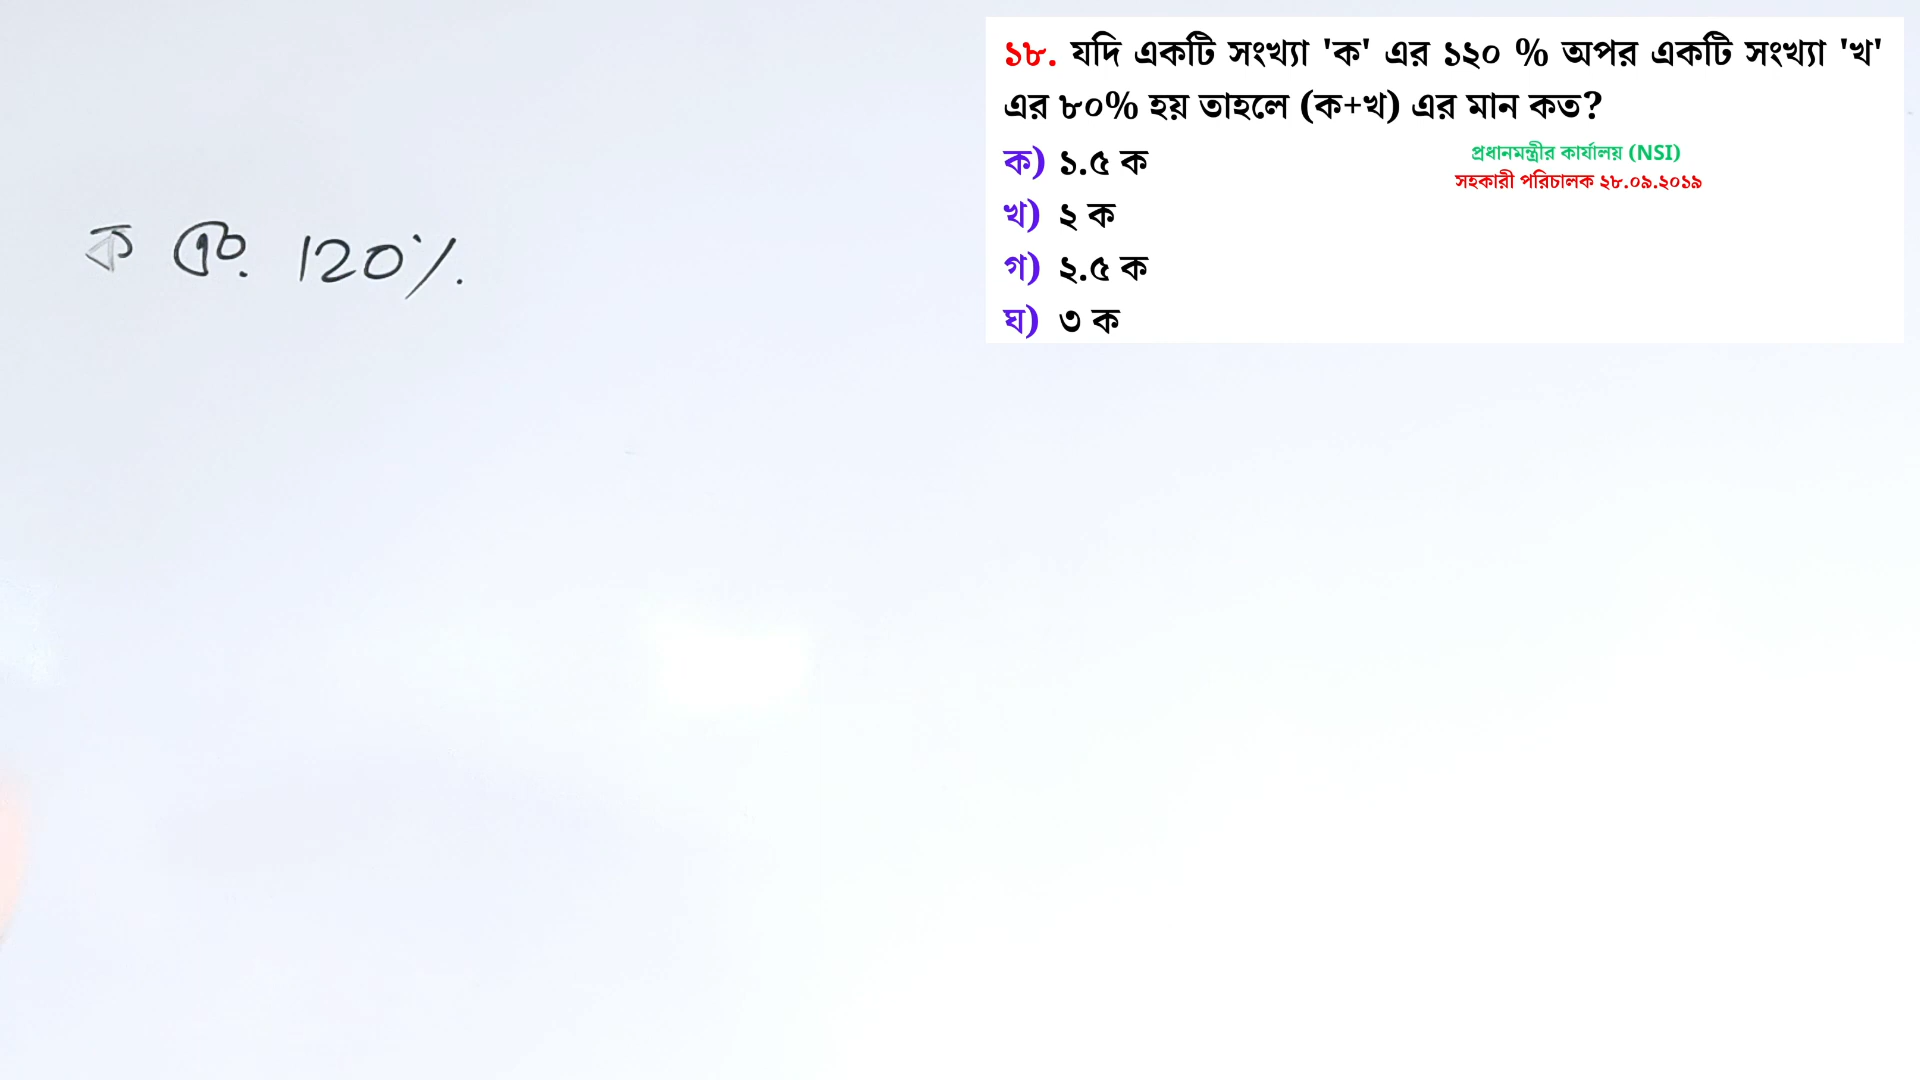 ১৮. যদি একটি সংখ্যা 'ক' এর ১২০ % অপর একটি সংখ্যা 'খ'
এর ৮০% হয় তাহলে (ক+খ) এর মান কত?
ক) ১.৫ ক
প্রধানমন্ত্রীর কার্যালয় (NSI)
সহকারী পরিচালক ২৮.০৯.২০১৯
খ) ২ ক
গ) ২.৫ ক
ঘ) ৩ ক
ক এর 120%.